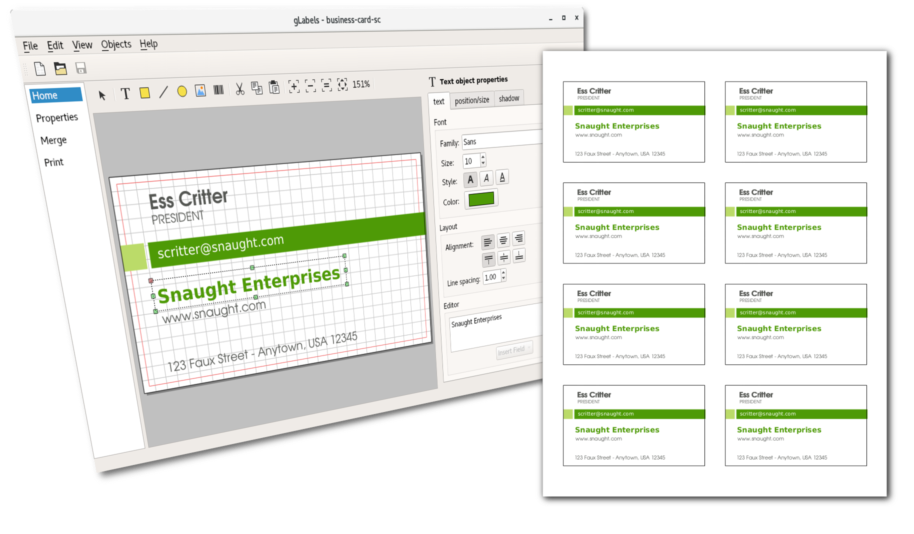 gLabels - business-card-sc
File Edit View Objects Help
151%
Home
Properties
Merge
Print
Ess Critter
PRESIDENT
scritter@snaught.com
Snaught Enterprises
www.snaught.com
123 Faux Street - Anytown, USA 12345
Text object properties
text position/size shadow
Font
Family: Sans
Size: 10
Style: A A A
Color:
Layout
Alignment:
Line spacing: 1.00
Editor
Snaught Enterprises
Insert Field
Ess Critter Ess Critter
PRESIDENT PRESIDENT
scritter@snaught.com scritter@snaught.com
Snaught Enterprises Snaught Enterprises
www.snaught.com www.snaught.com
123 Faux Street - Anytown, USA 12345 123 Faux Street - Anytown, USA 12345
Ess Critter Ess Critter
PRESIDENT PRESIDENT
scritter@snaught.com scritter@snaught.com
Snaught Enterprises Snaught Enterprises
www.snaught.com www.snaught.com
123 Faux Street - Anytown, USA 12345 123 Faux Street - Anytown, USA 12345
Ess Critter Ess Critter
PRESIDENT PRESIDENT
scritter@snaught.com scritter@snaught.com
Snaught Enterprises Snaught Enterprises
www.snaught.com www.snaught.com
123 Faux Street - Anytown, USA 12345 123 Faux Street - Anytown, USA 12345
Ess Critter Ess Critter
PRESIDENT PRESIDENT
scritter@snaught.com scritter@snaught.com
Snaught Enterprises Snaught Enterprises
www.snaught.com www.snaught.com
123 Faux Street - Anytown, USA 12345 123 Faux Street - Anytown, USA 12345